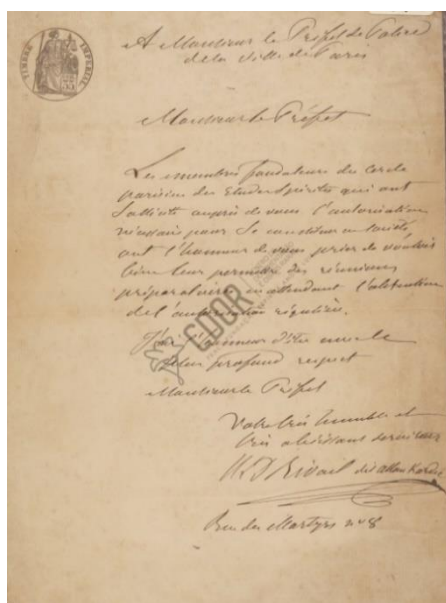 A Monsieur le Préfet de Police
de la ville de Paris
TIMBRE IMPERIAL
35
Monsieur le Préfet
Les membres fondateurs du cercle
parisien des Etudes Spirites qui ont
sollicité auprès de vous l'autorisation
nécessaire pour se constituer en société,
ont l'honneur de vous prier de vouloir
bien leur permettre des réunions
préparatoires en attendant l'obtention
de l'autorisation régulière.
J'ai l'honneur d'être avec le
plus profond respect
Monsieur le Préfet
Votre très humble et
très obéissant serviteur
H. D. Rivail dit Allan Kardec
Rue des Martyrs n° 8
CDOR